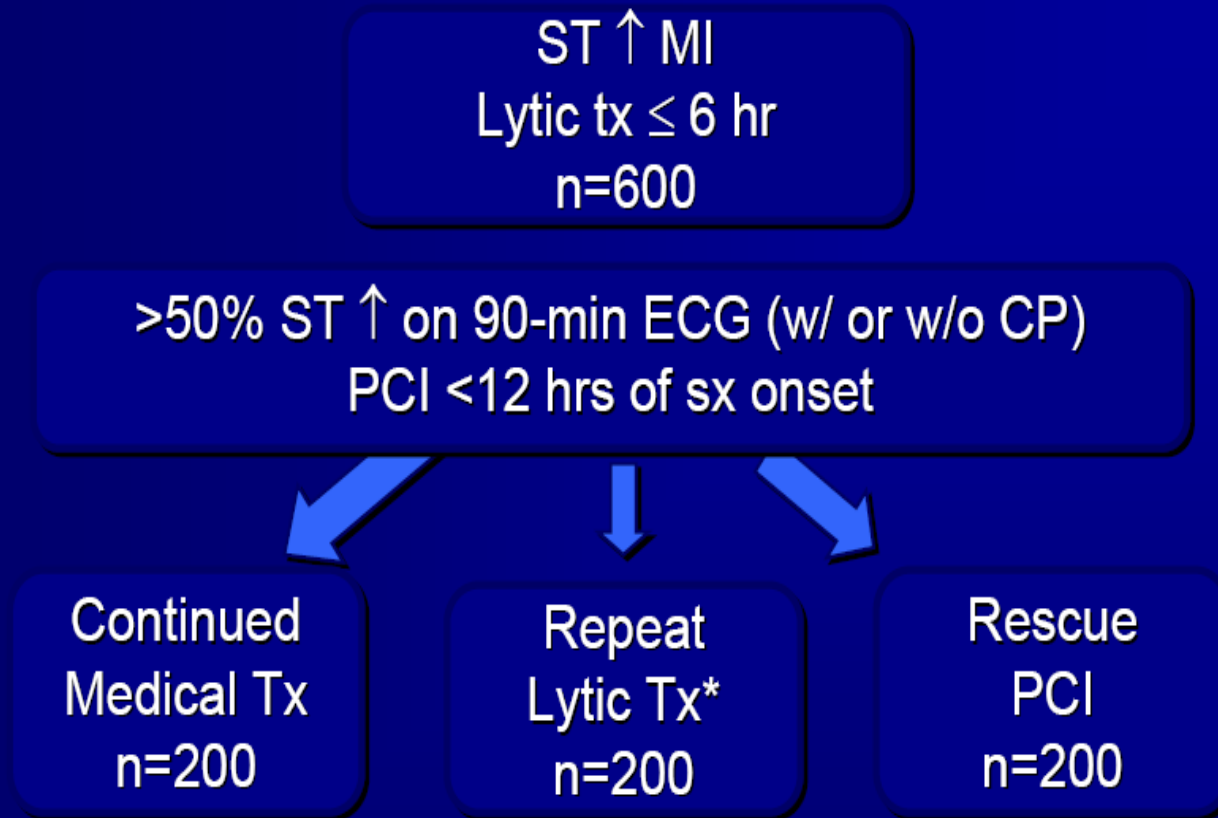 ST ↑ MI
Lytic tx ≤ 6 hr
n=600
>50% ST ↑ on 90-min ECG (w/ or w/o CP)
PCI <12 hrs of sx onset
Continued
Medical Tx
n=200
Repeat
Lytic Tx*
n=200
Rescue
PCI
n=200